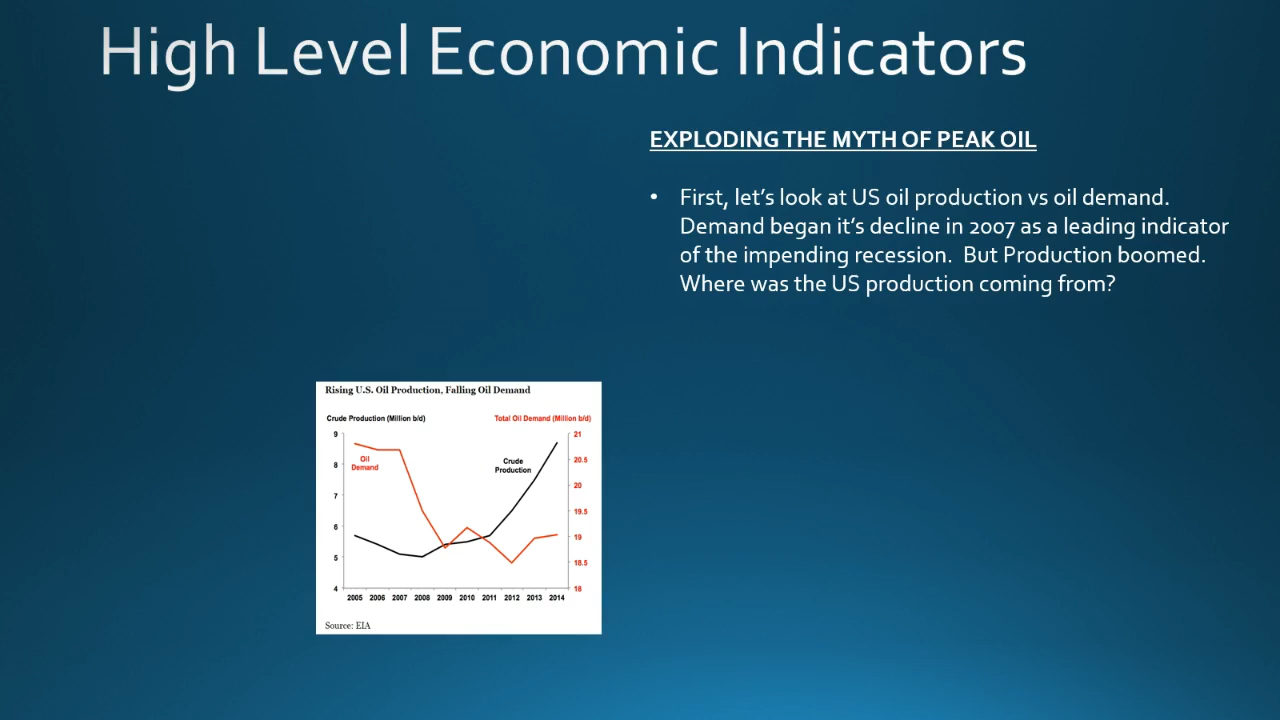 High Level Economic Indicators
EXPLODING THE MYTH OF PEAK OIL
• First, let’s look at US oil production vs oil demand.
Demand began it’s decline in 2007 as a leading indicator
of the impending recession.  But Production boomed.
Where was the US production coming from?
Rising U.S. Oil Production, Falling Oil Demand
Crude Production (Million b/d)
Total Oil Demand (Million b/d)
9
8
7
6
5
4
Oil
Demand
Crude
Production
21
20.5
20
19.5
19
18.5
18
2005 2006 2007 2008 2009 2010 2011 2012 2013 2014
Source: EIA